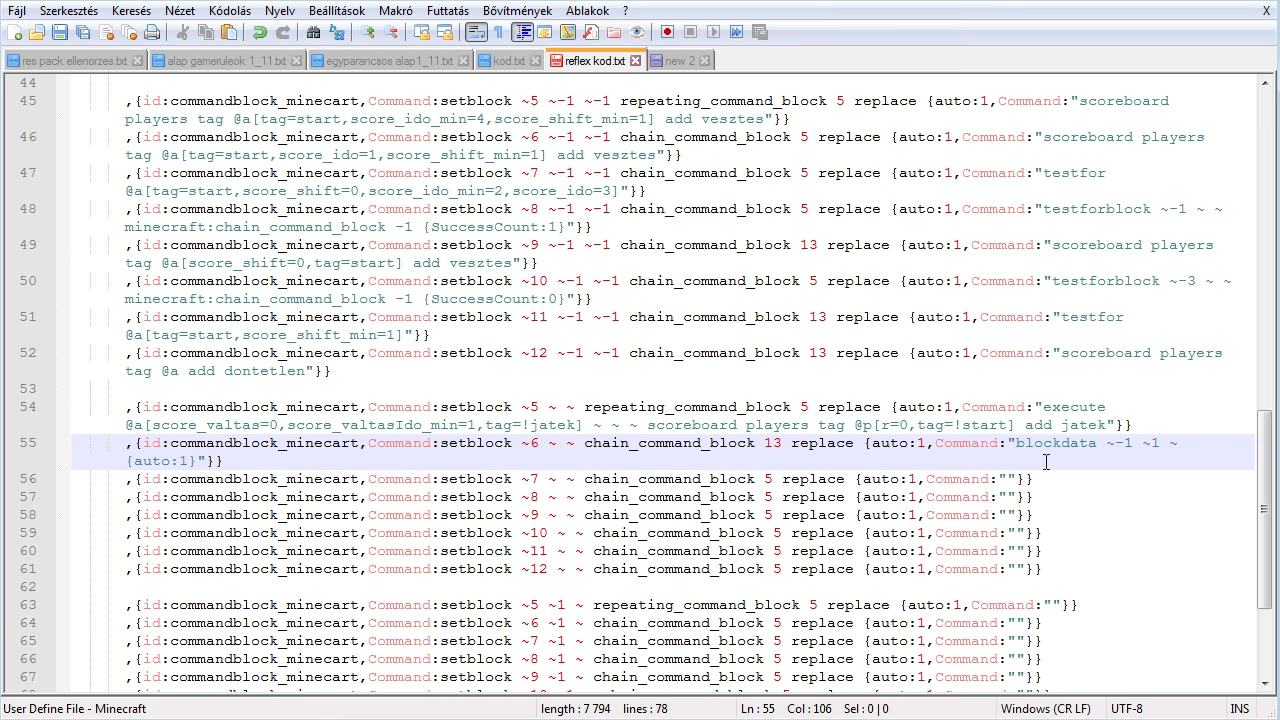 Fájl Szerkesztés Keresés Nézet Kódolás Nyelv Beállítások Makró Futtatás Bővítmények Ablakok ? X
res pack ellenorzes.txt alap gameruleok 1_11.txt egyparancsos alap1_11.txt kod.txt reflex kod.txt new 2
44
45 ,{id:commandblock_minecart,Command:setblock ~5 ~-1 ~-1 repeating_command_block 5 replace {auto:1,Command:"scoreboard
players tag @a[tag=start,score_ido_min=4,score_shift_min=1] add vesztes"}}
46 ,{id:commandblock_minecart,Command:setblock ~6 ~-1 ~-1 chain_command_block 5 replace {auto:1,Command:"scoreboard players
tag @a[tag=start,score_ido=1,score_shift_min=1] add vesztes"}}
47 ,{id:commandblock_minecart,Command:setblock ~7 ~-1 ~-1 chain_command_block 5 replace {auto:1,Command:"testfor
@a[tag=start,score_shift=0,score_ido_min=2,score_ido=3]"}}
48 ,{id:commandblock_minecart,Command:setblock ~8 ~-1 ~-1 chain_command_block 5 replace {auto:1,Command:"testforblock ~-1 ~ ~
minecraft:chain_command_block -1 {SuccessCount:1}"}}
49 ,{id:commandblock_minecart,Command:setblock ~9 ~-1 ~-1 chain_command_block 13 replace {auto:1,Command:"scoreboard players
tag @a[score_shift=0,tag=start] add vesztes"}}
50 ,{id:commandblock_minecart,Command:setblock ~10 ~-1 ~-1 chain_command_block 5 replace {auto:1,Command:"testforblock ~-3 ~ ~
minecraft:chain_command_block -1 {SuccessCount:0}"}}
51 ,{id:commandblock_minecart,Command:setblock ~11 ~-1 ~-1 chain_command_block 13 replace {auto:1,Command:"testfor
@a[tag=start,score_shift_min=1]"}}
52 ,{id:commandblock_minecart,Command:setblock ~12 ~-1 ~-1 chain_command_block 13 replace {auto:1,Command:"scoreboard players
tag @a add dontetlen"}}
53
54 ,{id:commandblock_minecart,Command:setblock ~5 ~ ~ repeating_command_block 5 replace {auto:1,Command:"execute
@a[score_valtas=0,score_valtasIdo_min=1,tag=!jatek] ~ ~ ~ scoreboard players tag @p[r=0,tag=!start] add jatek"}}
55 ,{id:commandblock_minecart,Command:setblock ~6 ~ ~ chain_command_block 13 replace {auto:1,Command:"blockdata ~-1 ~1 ~
{auto:1}"}}
56 ,{id:commandblock_minecart,Command:setblock ~7 ~ ~ chain_command_block 5 replace {auto:1,Command:""}}
57 ,{id:commandblock_minecart,Command:setblock ~8 ~ ~ chain_command_block 5 replace {auto:1,Command:""}}
58 ,{id:commandblock_minecart,Command:setblock ~9 ~ ~ chain_command_block 5 replace {auto:1,Command:""}}
59 ,{id:commandblock_minecart,Command:setblock ~10 ~ ~ chain_command_block 5 replace {auto:1,Command:""}}
60 ,{id:commandblock_minecart,Command:setblock ~11 ~ ~ chain_command_block 5 replace {auto:1,Command:""}}
61 ,{id:commandblock_minecart,Command:setblock ~12 ~ ~ chain_command_block 5 replace {auto:1,Command:""}}
62
63 ,{id:commandblock_minecart,Command:setblock ~5 ~1 ~ repeating_command_block 5 replace {auto:1,Command:""}}
64 ,{id:commandblock_minecart,Command:setblock ~6 ~1 ~ chain_command_block 5 replace {auto:1,Command:""}}
65 ,{id:commandblock_minecart,Command:setblock ~7 ~1 ~ chain_command_block 5 replace {auto:1,Command:""}}
66 ,{id:commandblock_minecart,Command:setblock ~8 ~1 ~ chain_command_block 5 replace {auto:1,Command:""}}
67 ,{id:commandblock_minecart,Command:setblock ~9 ~1 ~ chain_command_block 5 replace {auto:1,Command:""}}
User Define File - Minecraft length : 7 794 lines : 78 Ln : 55 Col : 106 Sel : 0 | 0 Windows (CR LF) UTF-8 INS